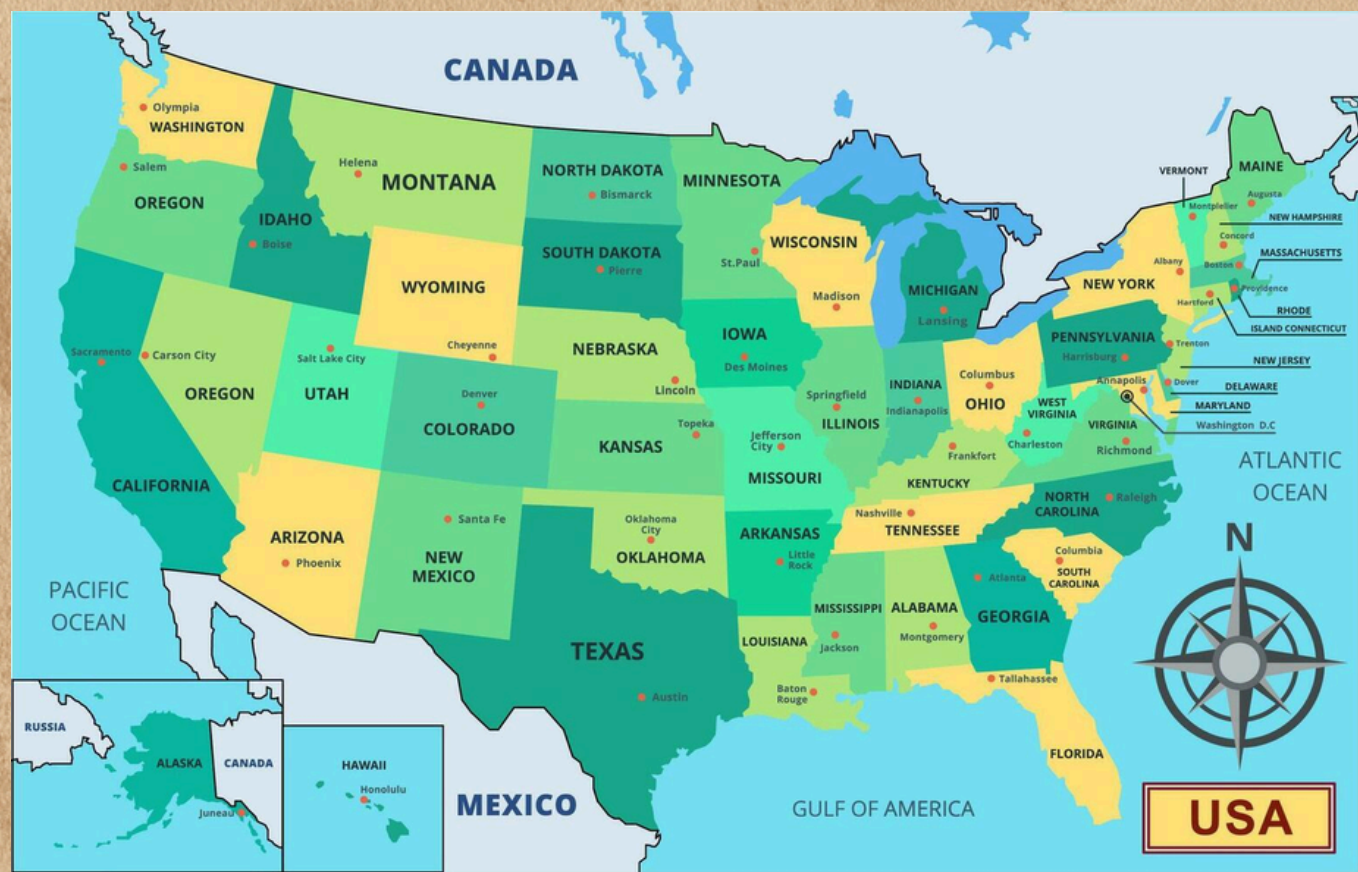 CANADA
Olympia
WASHINGTON
Salem
OREGON
Helena
MONTANA
IDAHO
Boise
NORTH DAKOTA
Bismarck
SOUTH DAKOTA
Pierre
MINNESOTA
St.Paul
WISCONSIN
Madison
MICHIGAN
Lansing
VERMONT
Montplelier
MAINE
Augusta
NEW HAMPSHIRE
Concord
MASSACHUSETTS
Boston
Albany
NEW YORK
Providence
Hartford
RHODE
ISLAND CONNECTICUT
WYOMING
Cheyenne
Sacramento
Carson City
OREGON
Salt Lake City
UTAH
Denver
COLORADO
NEBRASKA
Lincoln
IOWA
Des Moines
Topeka
KANSAS
Springfield
ILLINOIS
INDIANA
Indianapolis
Columbus
OHIO
PENNSYLVANIA
Harrisburg
Trenton
NEW JERSEY
Annapolis
Dover
DELAWARE
MARYLAND
Washington D.C
WEST
VIRGINIA
Charleston
VIRGINIA
Richmond
Jefferson
City
MISSOURI
Frankfort
KENTUCKY
CALIFORNIA
ARIZONA
Phoenix
Santa Fe
NEW
MEXICO
Oklahoma
City
OKLAHOMA
ARKANSAS
Little
Rock
Nashville
TENNESSEE
NORTH
CAROLINA
Raleigh
Columbia
SOUTH
CAROLINA
ATLANTIC
OCEAN
N
PACIFIC
OCEAN
TEXAS
Austin
LOUISIANA
Baton
Rouge
MISSISSIPPI
Jackson
ALABAMA
Montgomery
Atlanta
GEORGIA
Tallahassee
FLORIDA
RUSSIA
ALASKA
CANADA
Juneau
HAWAII
Honolulu
MEXICO
GULF OF AMERICA
USA